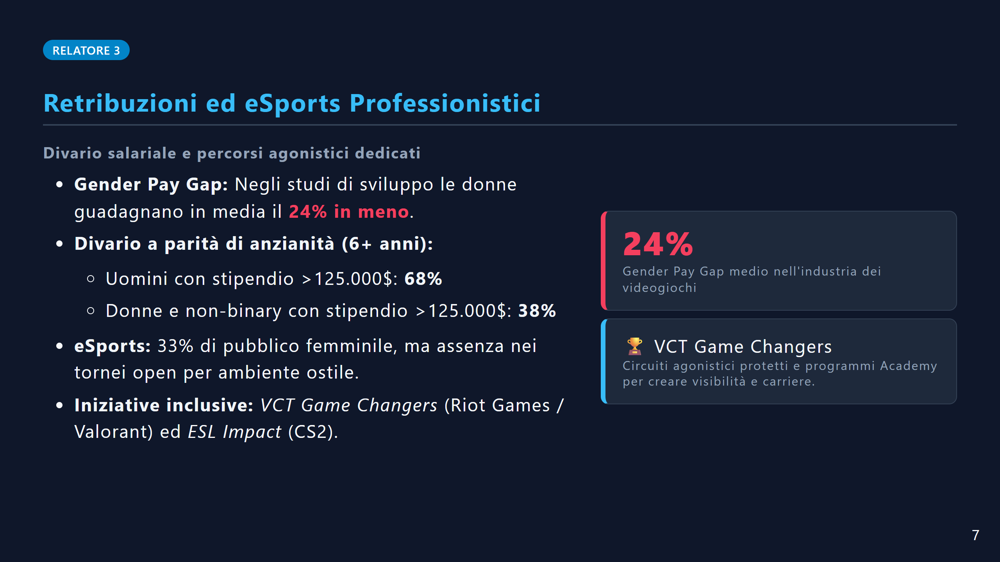 RELATORE 3
Retribuzioni ed eSports Professionistici
Divario salariale e percorsi agonistici dedicati
• Gender Pay Gap: Negli studi di sviluppo le donne
guadagnano in media il 24% in meno.
• Divario a parità di anzianità (6+ anni):
○ Uomini con stipendio >125.000$: 68%
○ Donne e non-binary con stipendio >125.000$: 38%
• eSports: 33% di pubblico femminile, ma assenza nei
tornei open per ambiente ostile.
• Iniziative inclusive: VCT Game Changers (Riot Games /
Valorant) ed ESL Impact (CS2).
24%
Gender Pay Gap medio nell'industria dei
videogiochi
🏆 VCT Game Changers
Circuiti agonistici protetti e programmi Academy
per creare visibilità e carriere.
7